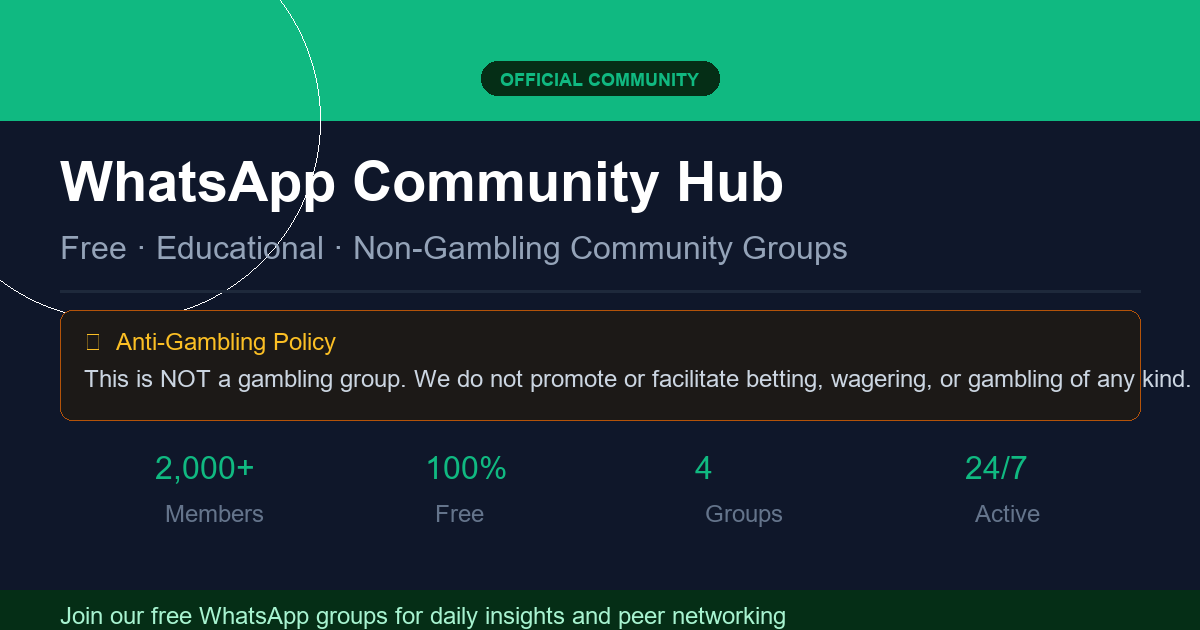 OFFICIAL COMMUNITY
WhatsApp Community Hub
Free · Educational · Non-Gambling Community Groups
Anti-Gambling Policy
This is NOT a gambling group. We do not promote or facilitate betting, wagering, or gambling of any kind.
2,000+ 100% 4 24/7
Members Free Groups Active
Join our free WhatsApp groups for daily insights and peer networking